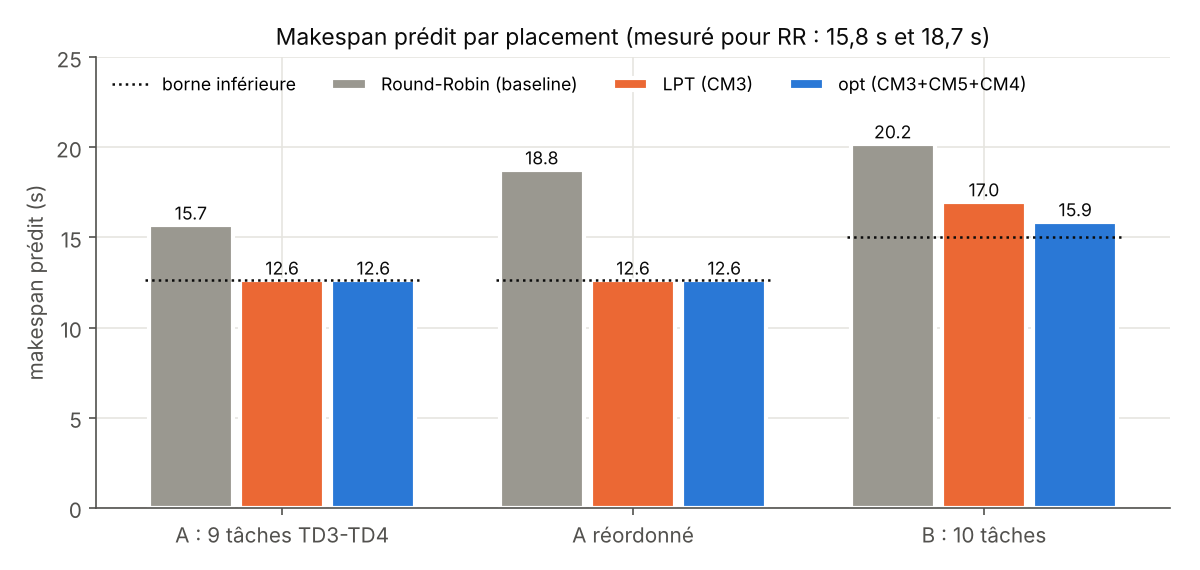 Makespan prédit par placement (mesuré pour RR : 15,8 s et 18,7 s)
borne inférieure
Round-Robin (baseline)
LPT (CM3)
opt (CM3+CM5+CM4)
makespan prédit (s)
25
20
15
10
5
0
15.7
12.6
12.6
18.8
12.6
12.6
20.2
17.0
15.9
A : 9 tâches TD3-TD4
A réordonné
B : 10 tâches